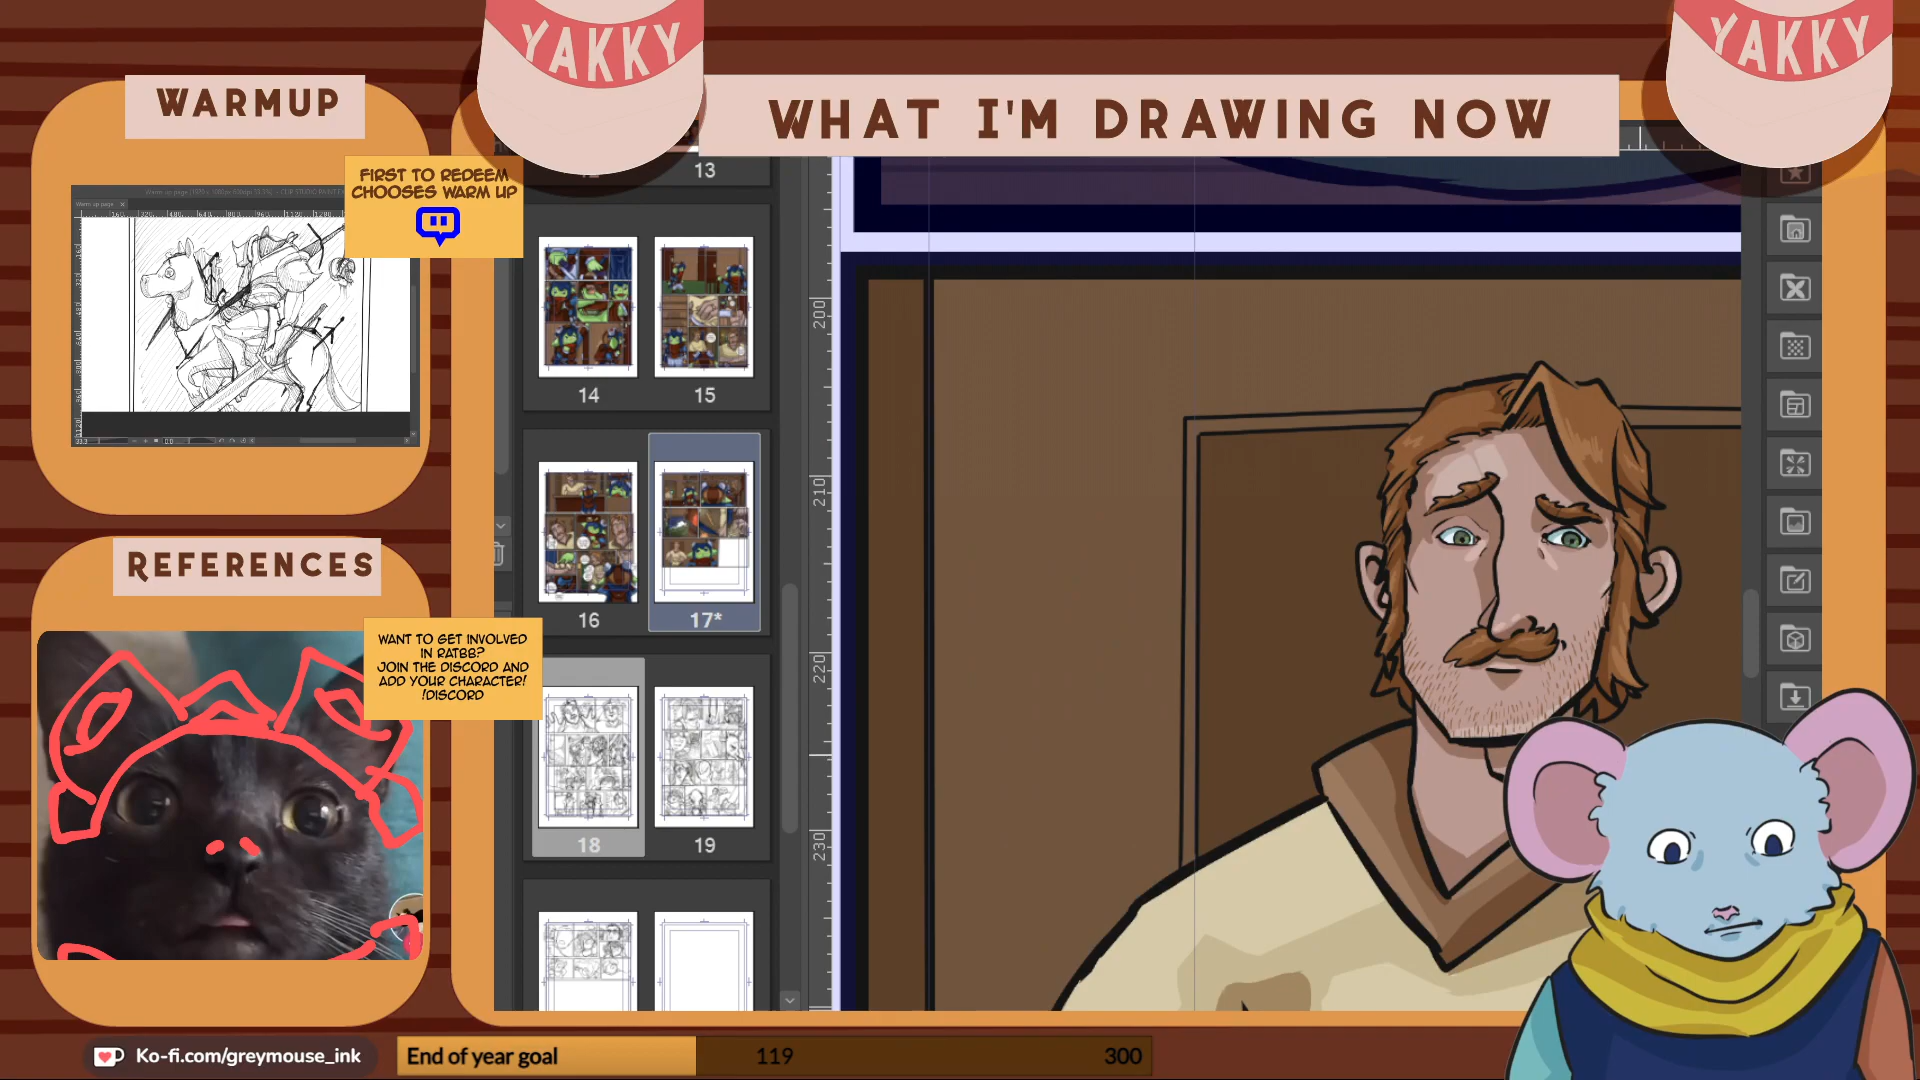 YAKKY
YAKKY
WARMUP
WHAT I'M DRAWING NOW
FIRST TO REDEEM
CHOOSES WARM UP
13
14
15
16
17*
18
19
200
210
220
230
REFERENCES
WANT TO GET INVOLVED
IN RAT88?
JOIN THE DISCORD AND
ADD YOUR CHARACTER!
!DISCORD
Ko-fi.com/greymouse_ink
End of year goal
119
300